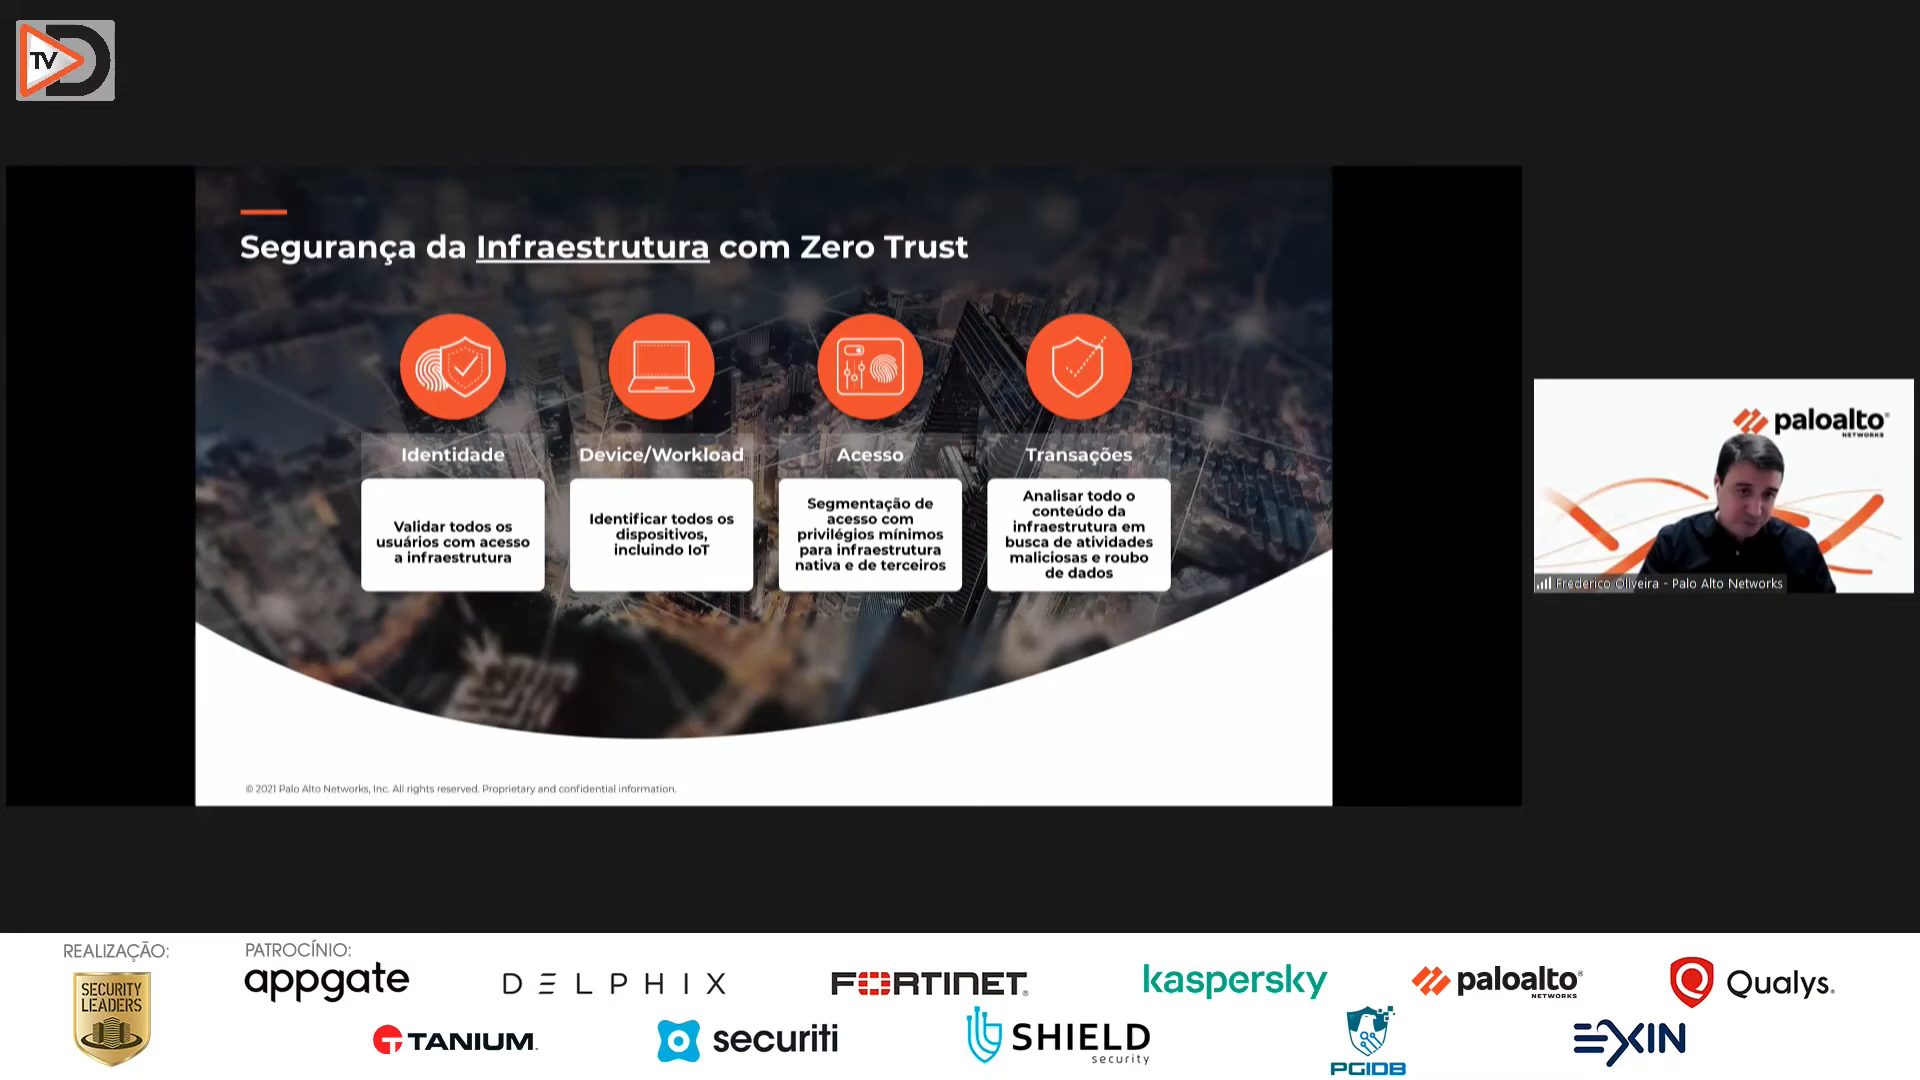 TV
Segurança da Infraestrutura com Zero Trust
Identidade
Validar todos os
usuários com acesso
a infraestrutura
Device/Workload
Identificar todos os
dispositivos,
incluindo IoT
Acesso
Segmentação de
acesso com
privilégios mínimos
para infraestrutura
nativa e de terceiros
Transações
Analisar todo o
conteúdo da
infraestrutura em
busca de atividades
maliciosas e roubo
de dados
© 2021 Palo Alto Networks, Inc. All rights reserved. Proprietary and confidential information.
paloalto®
NETWORKS
Frederico Oliveira - Palo Alto Networks
REALIZAÇÃO:
SECURITY
LEADERS
PATROCÍNIO:
appgate
DELPHIX
FORTINET®
kaspersky
paloalto®
NETWORKS
Qualys.
TANIUM.
securiti
SHIELD
security
PGIDB
EXIN